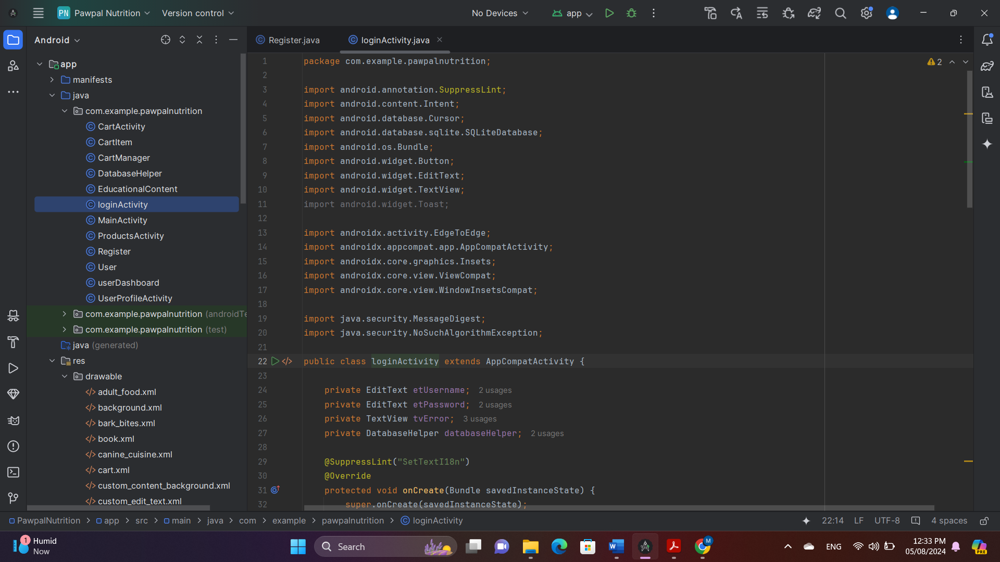 PN Pawpal Nutrition Version control No Devices app
Android
app
manifests
java
com.example.pawpalnutrition
CartActivity
CartItem
CartManager
DatabaseHelper
EducationalContent
loginActivity
MainActivity
ProductsActivity
Register
User
userDashboard
UserProfileActivity
com.example.pawpalnutrition (androidTe
com.example.pawpalnutrition (test)
java (generated)
res
drawable
adult_food.xml
background.xml
bark_bites.xml
book.xml
canine_cuisine.xml
cart.xml
custom_content_background.xml
custom_edit_text.xml
Register.java loginActivity.java
2
1 package com.example.pawpalnutrition;
2
3 import android.annotation.SuppressLint;
4 import android.content.Intent;
5 import android.database.Cursor;
6 import android.database.sqlite.SQLiteDatabase;
7 import android.os.Bundle;
8 import android.widget.Button;
9 import android.widget.EditText;
10 import android.widget.TextView;
11 import android.widget.Toast;
12
13 import androidx.activity.EdgeToEdge;
14 import androidx.appcompat.app.AppCompatActivity;
15 import androidx.core.graphics.Insets;
16 import androidx.core.view.ViewCompat;
17 import androidx.core.view.WindowInsetsCompat;
18
19 import java.security.MessageDigest;
20 import java.security.NoSuchAlgorithmException;
21
22 </> public class loginActivity extends AppCompatActivity {
23
24 private EditText etUsername; 2 usages
25 private EditText etPassword; 2 usages
26 private TextView tvError; 3 usages
27 private DatabaseHelper databaseHelper; 2 usages
28
29 @SuppressLint("SetTextI18n")
30 @Override
31 protected void onCreate(Bundle savedInstanceState) {
32 super.onCreate(savedInstanceState);
PawpalNutrition > app > src > main > java > com > example > pawpalnutrition > loginActivity 22:14 LF UTF-8 4 spaces
1 Humid
Now
Search
M
ENG
12:33 PM
05/08/2024
PRE